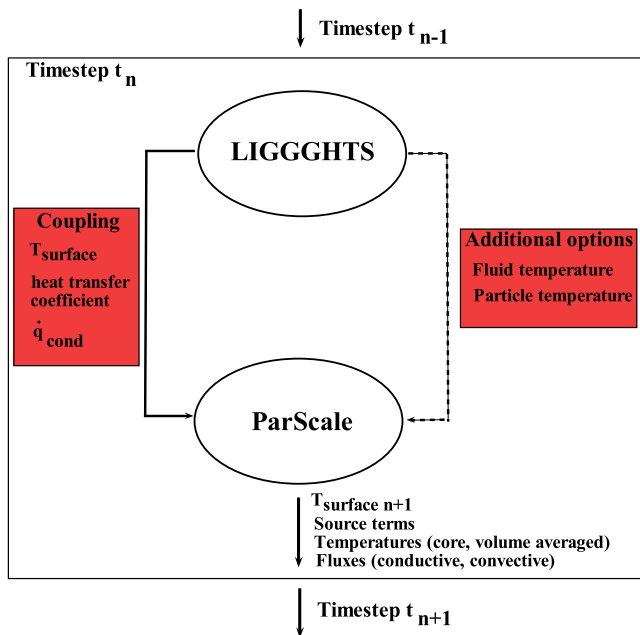 Timestep t n-1
Timestep t n
LIGGGHTS
Coupling
T surface
heat transfer
coefficient
q̇ cond
Additional options
Fluid temperature
Particle temperature
ParScale
T surface n+1
Source terms
Temperatures (core, volume averaged)
Fluxes (conductive, convective)
Timestep t n+1